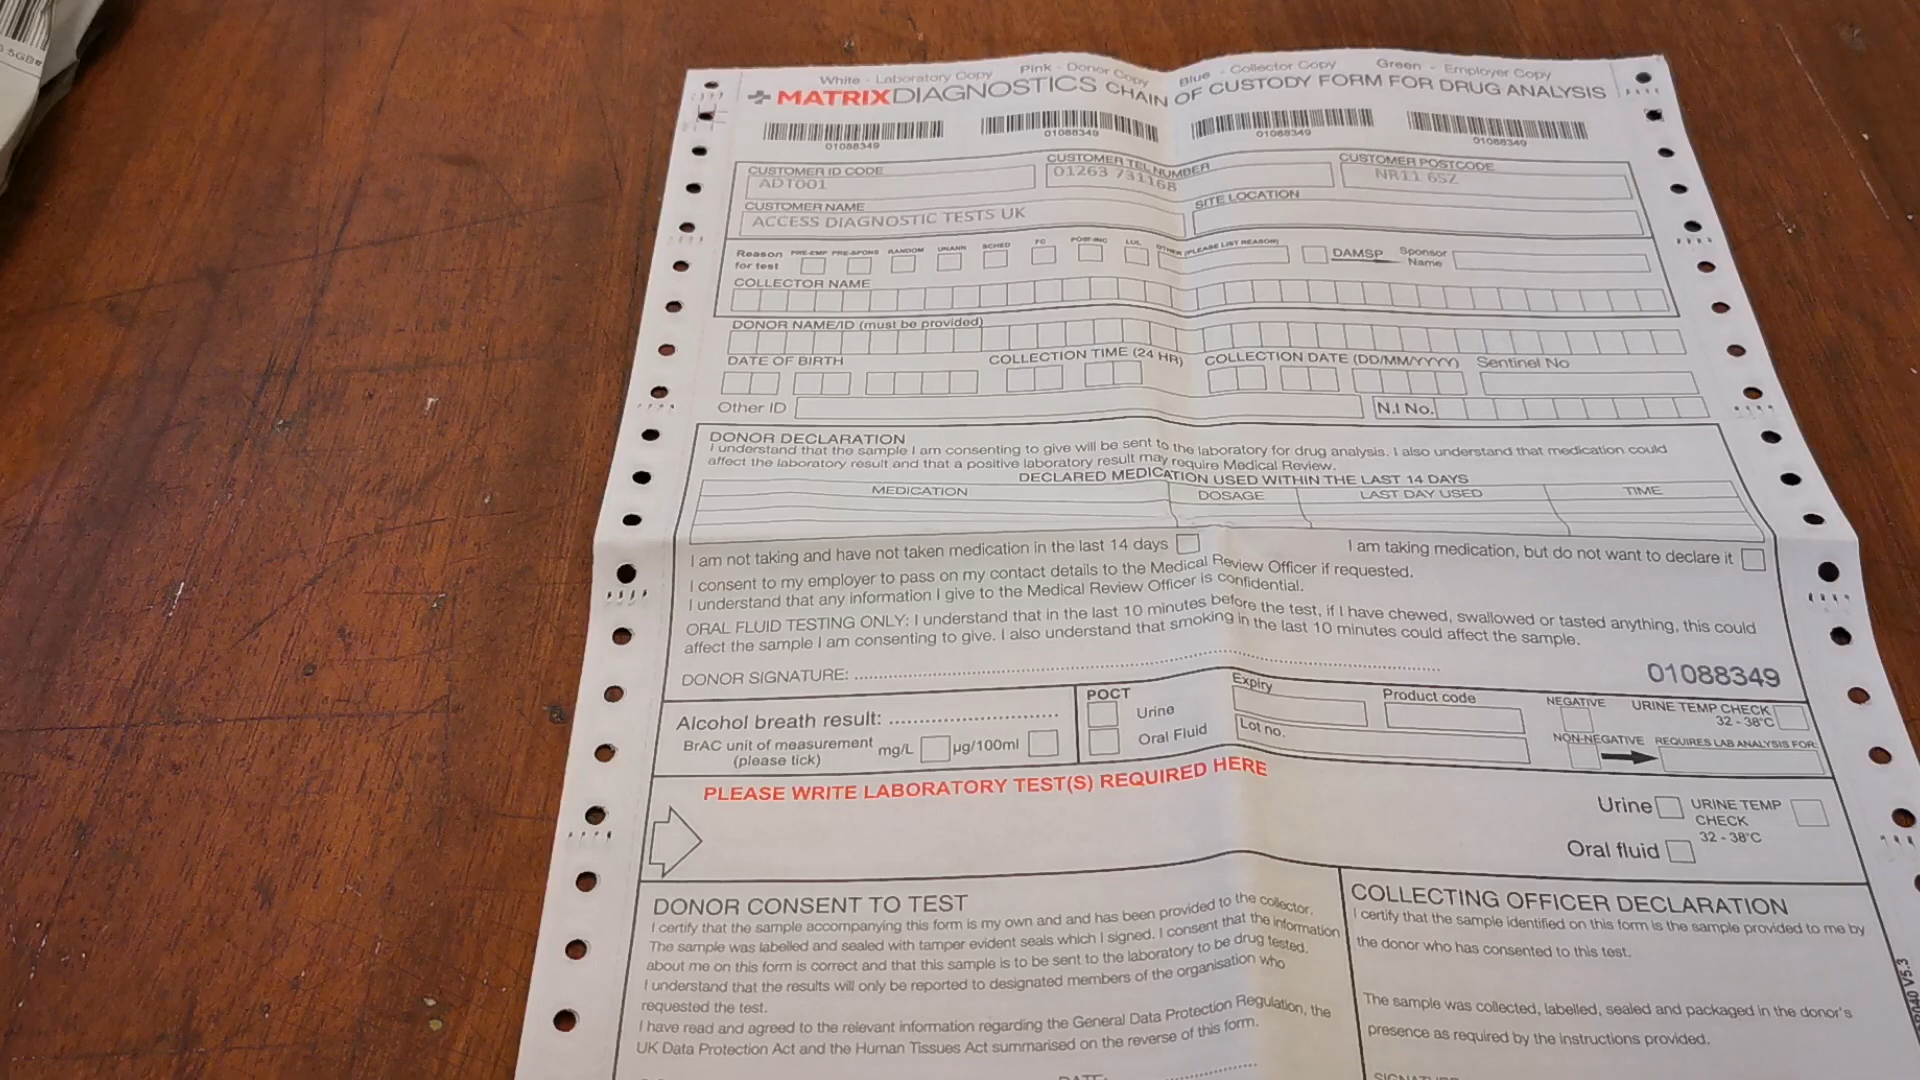 5GB#
White - Laboratory Copy Pink - Donor Copy Blue - Collector Copy Green - Employer Copy
MATRIXDIAGNOSTICS CHAIN OF CUSTODY FORM FOR DRUG ANALYSIS
01088349 01088349 01088349 01088349
CUSTOMER ID CODE CUSTOMER TEL NUMBER CUSTOMER POSTCODE
ADT001 01263 731168 NR11 6SZ
CUSTOMER NAME SITE LOCATION
ACCESS DIAGNOSTIC TESTS UK
Reason for test PRE-EMP PRE-SPONS RANDOM UNANN SCHED FC POST-INC LUL OTHER (PLEASE LIST REASON) DAMSP Sponsor Name
COLLECTOR NAME
DONOR NAME/ID (must be provided)
DATE OF BIRTH COLLECTION TIME (24 HR) COLLECTION DATE (DD/MM/YYYY) Sentinel No
Other ID N.I No.
DONOR DECLARATION
I understand that the sample I am consenting to give will be sent to the laboratory for drug analysis. I also understand that medication could
affect the laboratory result and that a positive laboratory result may require Medical Review.
DECLARED MEDICATION USED WITHIN THE LAST 14 DAYS
MEDICATION DOSAGE LAST DAY USED TIME
I am not taking and have not taken medication in the last 14 days I am taking medication, but do not want to declare it
I consent to my employer to pass on my contact details to the Medical Review Officer if requested.
I understand that any information I give to the Medical Review Officer is confidential.
ORAL FLUID TESTING ONLY: I understand that in the last 10 minutes before the test, if I have chewed, swallowed or tasted anything, this could
affect the sample I am consenting to give. I also understand that smoking in the last 10 minutes could affect the sample.
DONOR SIGNATURE: 01088349
Alcohol breath result: POCT Expiry Product code NEGATIVE URINE TEMP CHECK
32 - 38°C
Urine
BrAC unit of measurement mg/L µg/100ml Oral Fluid Lot no. NON-NEGATIVE REQUIRES LAB ANALYSIS FOR:
(please tick)
PLEASE WRITE LABORATORY TEST(S) REQUIRED HERE
Urine URINE TEMP
CHECK
32 - 38°C
Oral fluid
DONOR CONSENT TO TEST
I certify that the sample accompanying this form is my own and and has been provided to the collector.
The sample was labelled and sealed with tamper evident seals which I signed. I consent that the information
about me on this form is correct and that this sample is to be sent to the laboratory to be drug tested.
I understand that the results will only be reported to designated members of the organisation who
requested the test.
I have read and agreed to the relevant information regarding the General Data Protection Regulation, the
UK Data Protection Act and the Human Tissues Act summarised on the reverse of this form.
DATE:
COLLECTING OFFICER DECLARATION
I certify that the sample identified on this form is the sample provided to me by
the donor who has consented to this test.
The sample was collected, labelled, sealed and packaged in the donor's
presence as required by the instructions provided.
SIGNATURE
V5.3